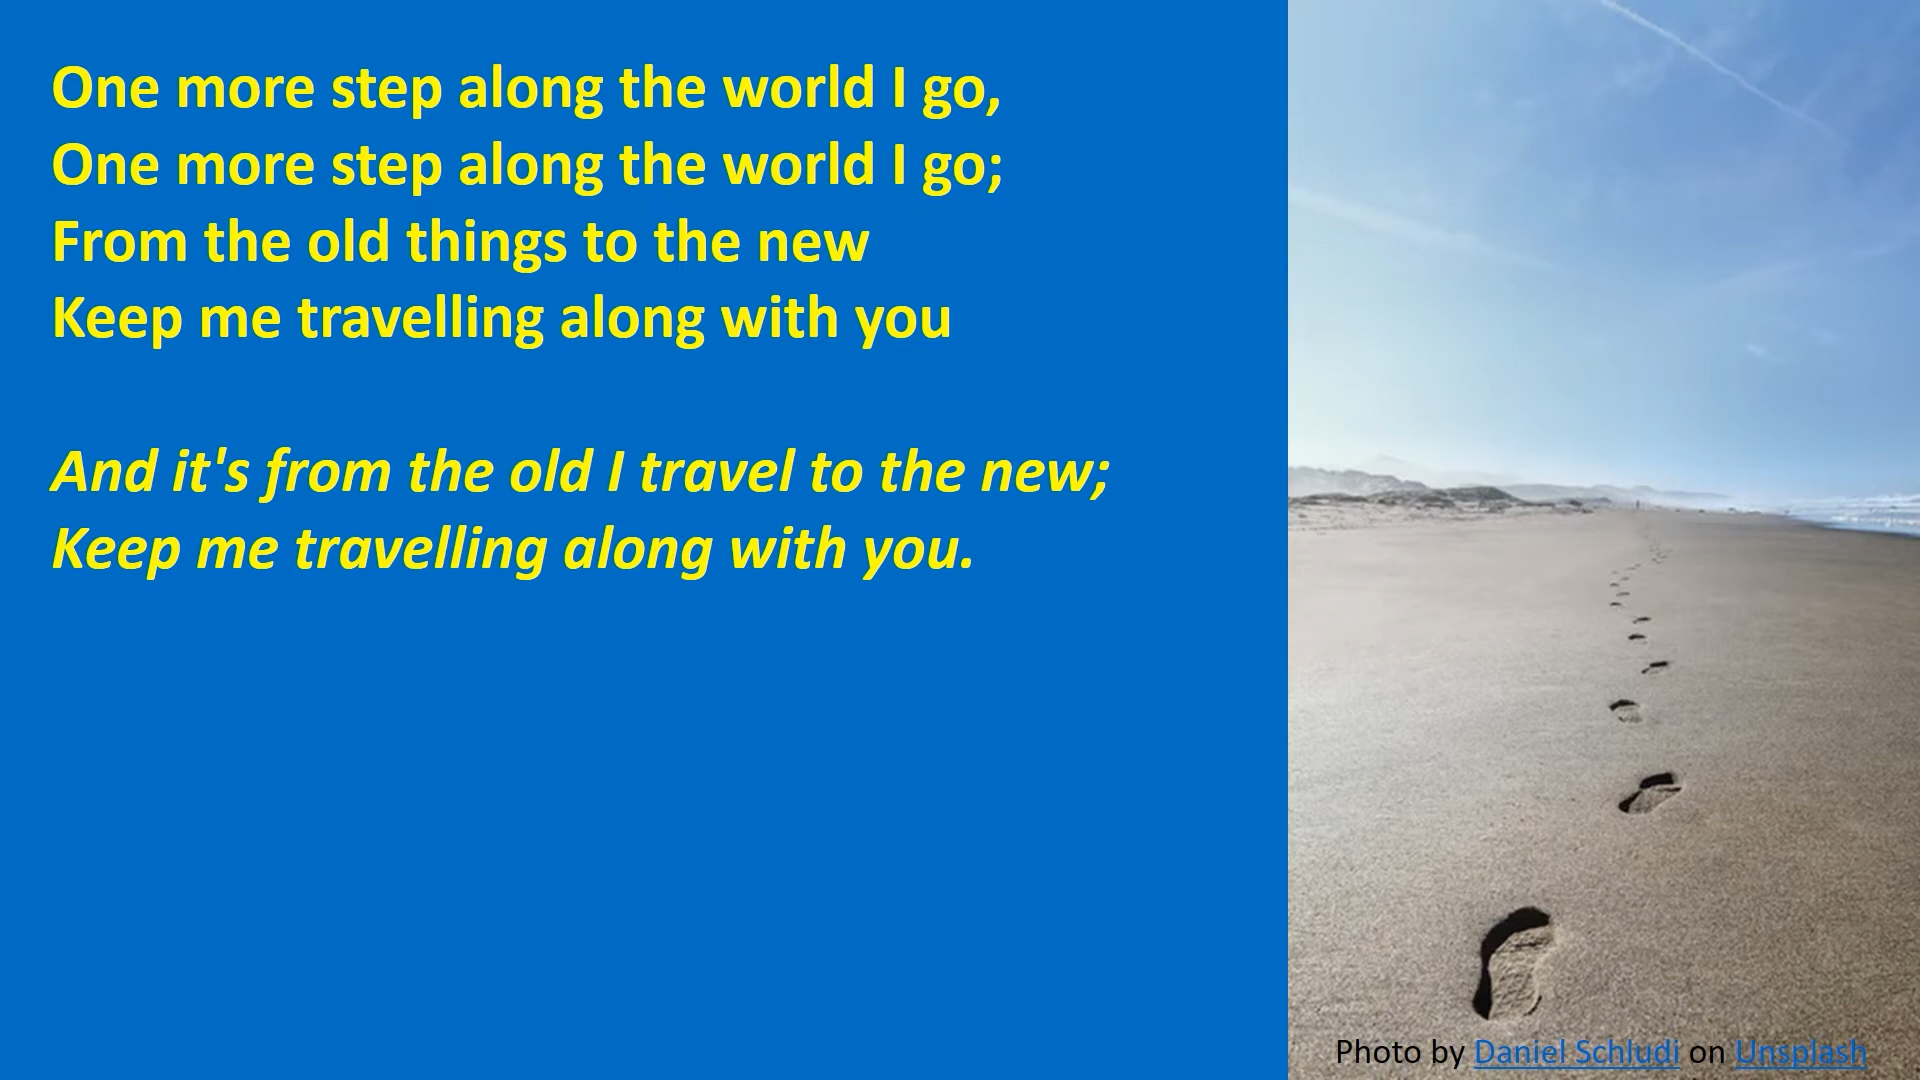 One more step along the world I go,
One more step along the world I go;
From the old things to the new
Keep me travelling along with you
And it's from the old I travel to the new;
Keep me travelling along with you.
Photo by Daniel Schludi on Unsplash